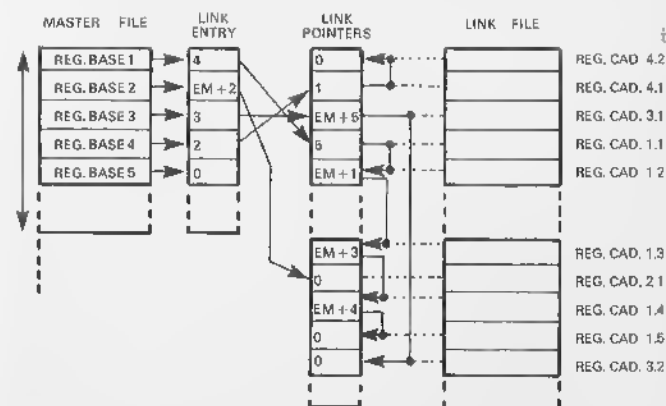 MASTER FILE
LINK ENTRY
LINK POINTERS
LINK FILE
REG. BASE 1
REG. BASE 2
REG. BASE 3
REG. BASE 4
REG. BASE 5
4
EM + 2
3
2
0
0
1
EM + 5
5
EM + 1
EM + 3
0
EM + 4
0
0
REG. CAD 4.2
REG. CAD 4.1
REG. CAD 3.1
REG. CAD 1.1
REG. CAD 1 2
REG. CAD. 1.3
REG. CAD. 2 1
REG. CAD 1.4
REG. CAD 1.5
REG. CAD. 3.2